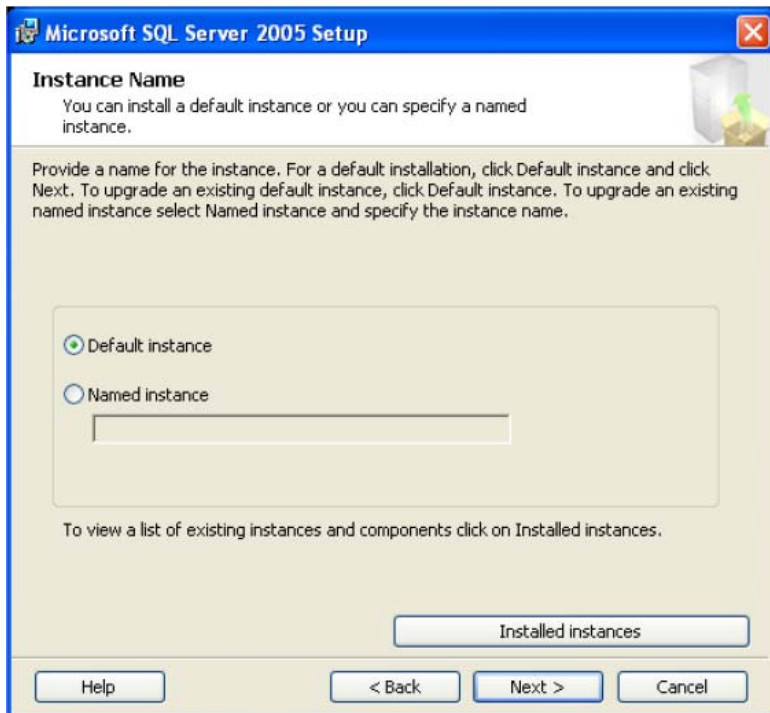 Microsoft SQL Server 2005 Setup
Instance Name
You can install a default instance or you can specify a named
instance.
Provide a name for the instance. For a default installation, click Default instance and click
Next. To upgrade an existing default instance, click Default instance. To upgrade an existing
named instance select Named instance and specify the instance name.
Default instance
Named instance
To view a list of existing instances and components click on Installed instances.
Installed instances
Help
< Back
Next >
Cancel